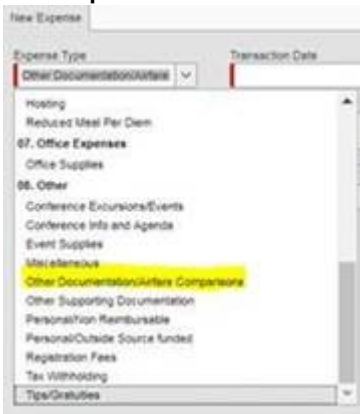 New Expense
Expense Type
Transaction Date
Other Documentation/Airfare
Hosting
Reduced Meal Per Diem
07. Office Expenses
Office Supplies
08. Other
Conference Excursions/Events
Conference Info and Agenda
Event Supplies
Miscellaneous
Other Documentation/Airfare Comparisons
Other Supporting Documentation
Personal/Non Reimbursable
Personal/Outside Source funded
Registration Fees
Tax Withholding
Tips/Gratuities